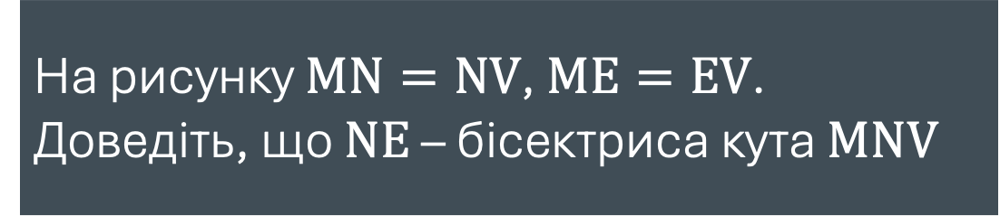 На рисунку MN = NV, ME = EV.
Доведіть, що NE – бісектриса кута MNV